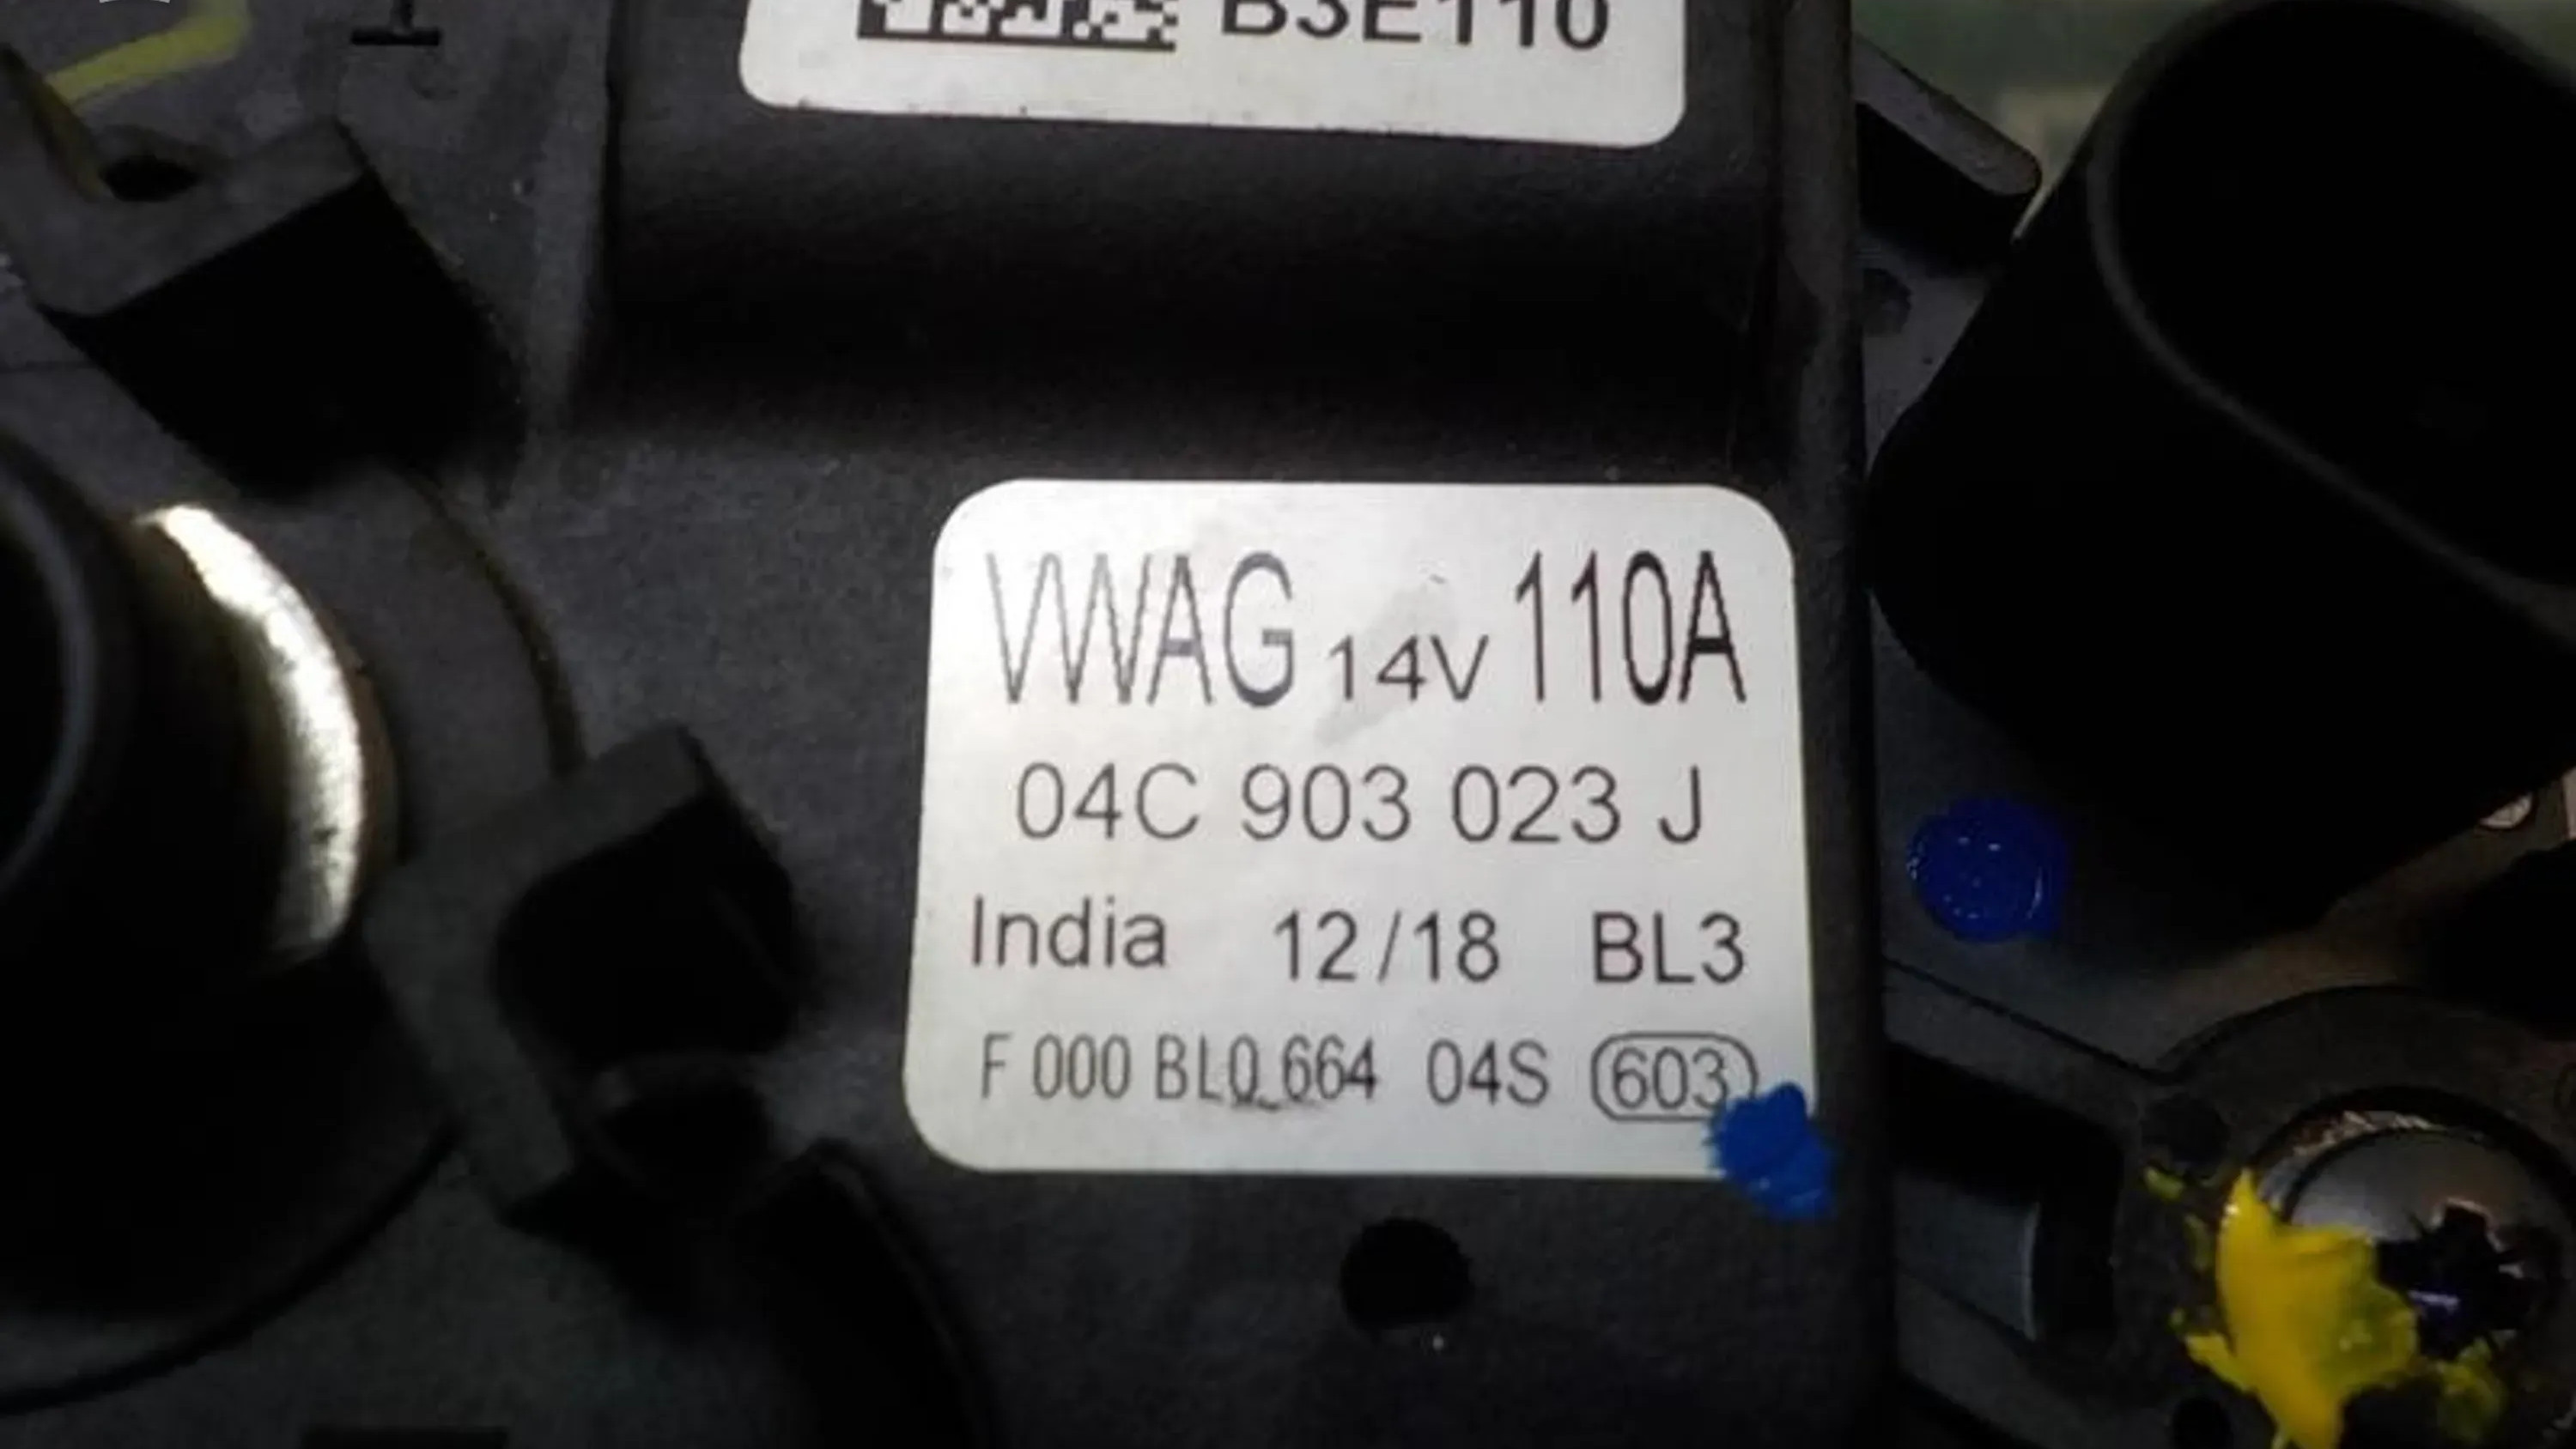 B3E110
VWAG 14V 110A
04C 903 023 J
India 12/18 BL3
F 000 BL0 664 04S 603